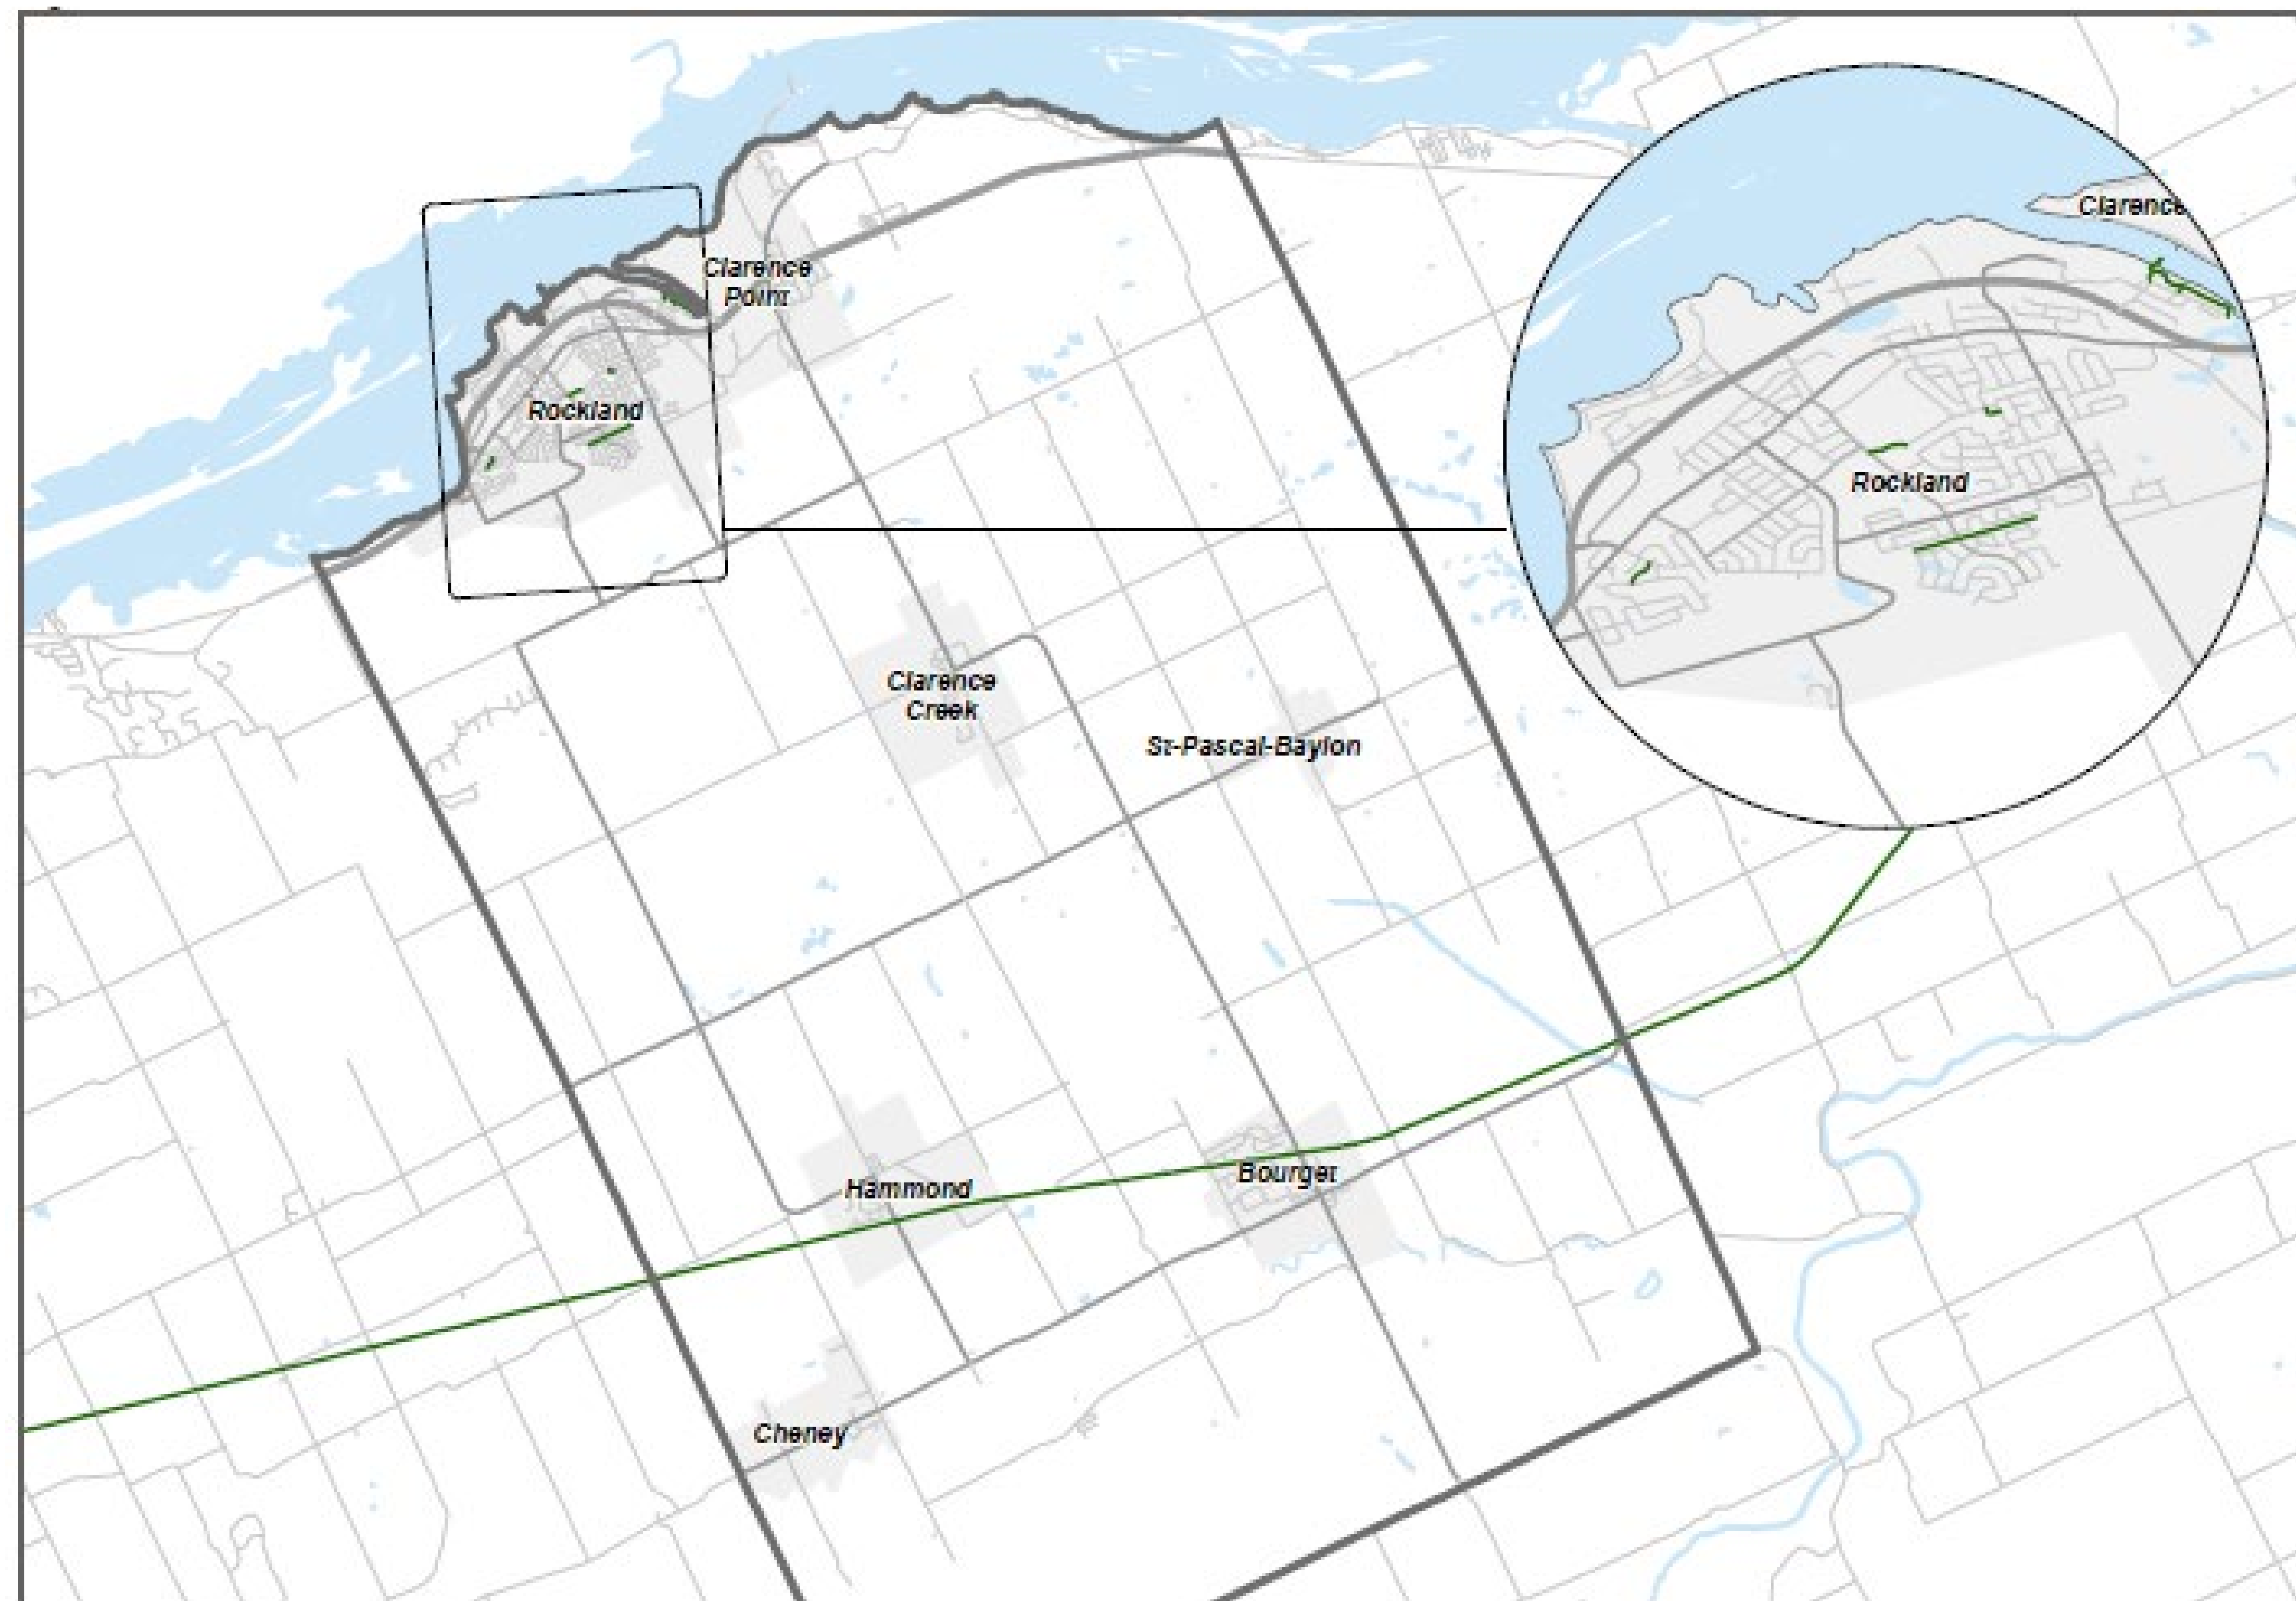 Clarence
Clarence
Point
Rockland
Rockland
Clarence
Creek
St-Pascal-Baylon
Bourget
Hammond
Cheney